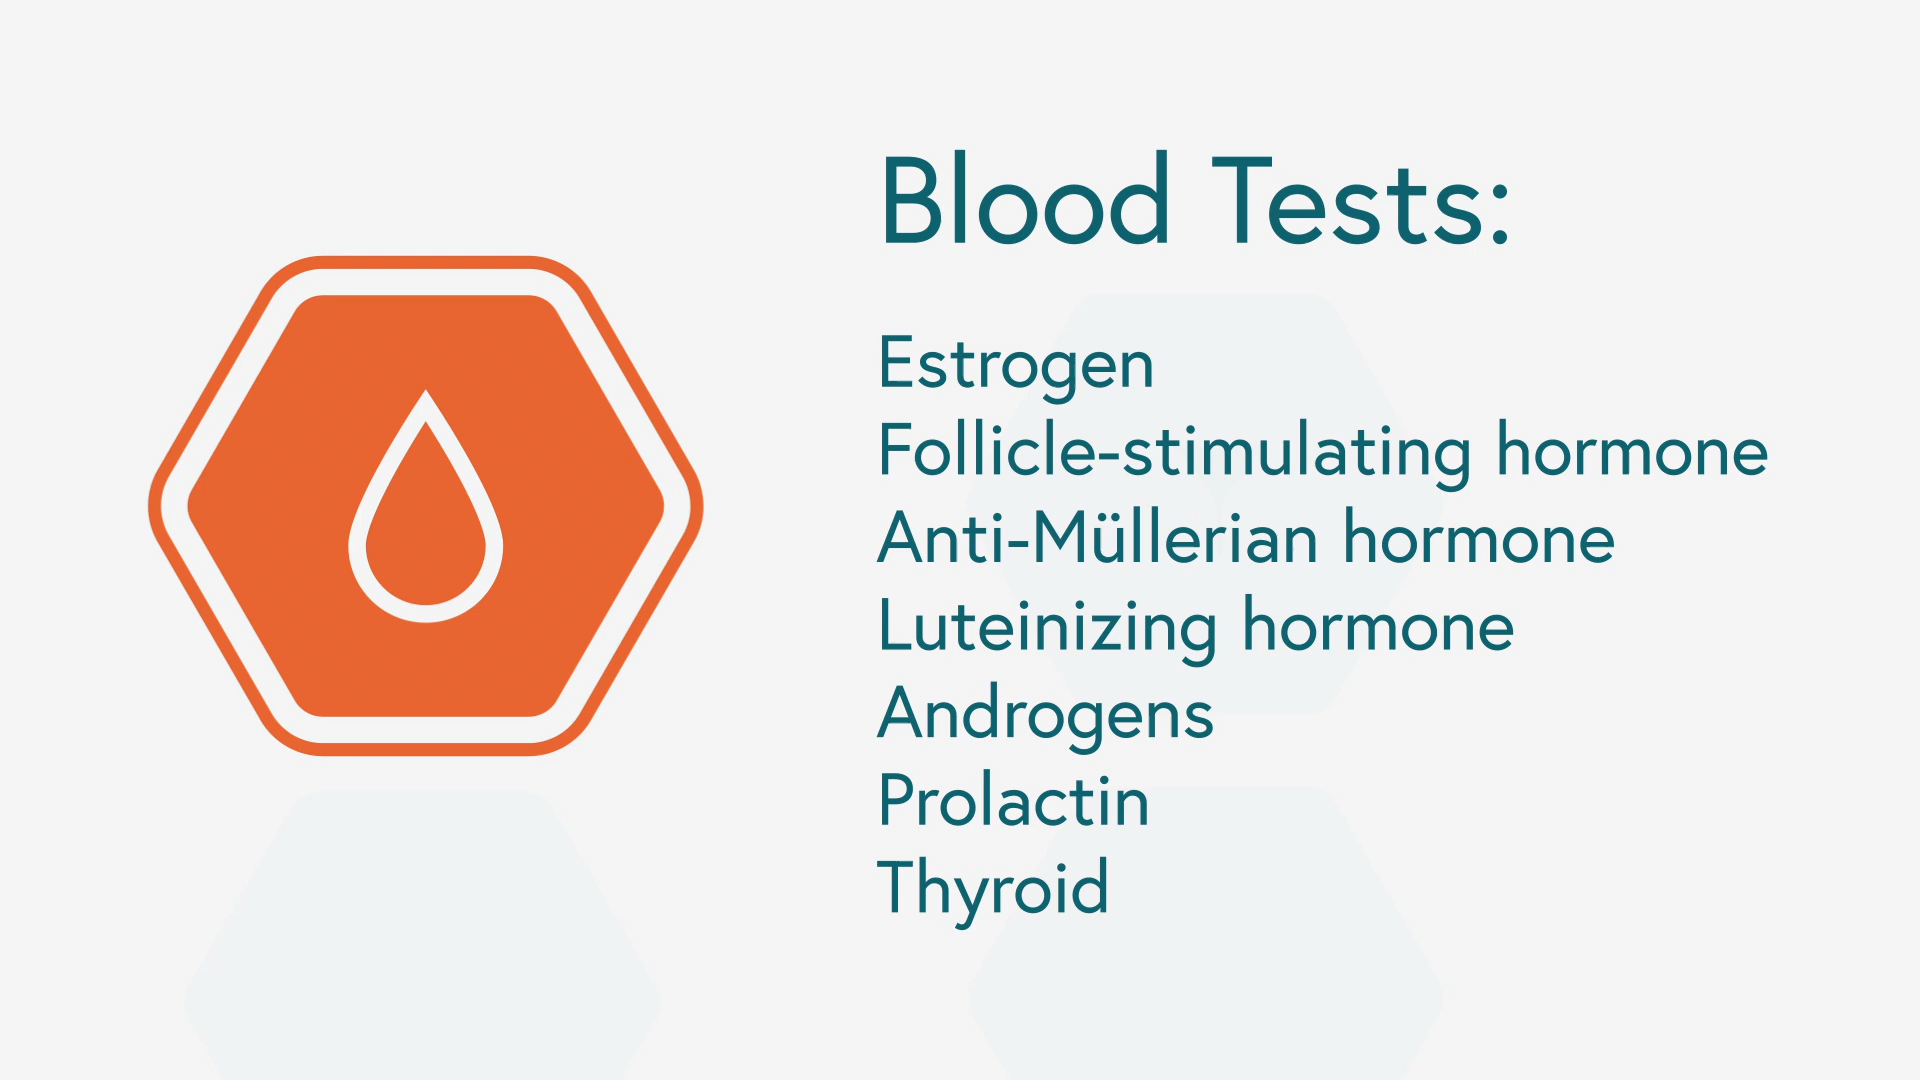 Blood Tests:
Estrogen
Follicle-stimulating hormone
Anti-Müllerian hormone
Luteinizing hormone
Androgens
Prolactin
Thyroid